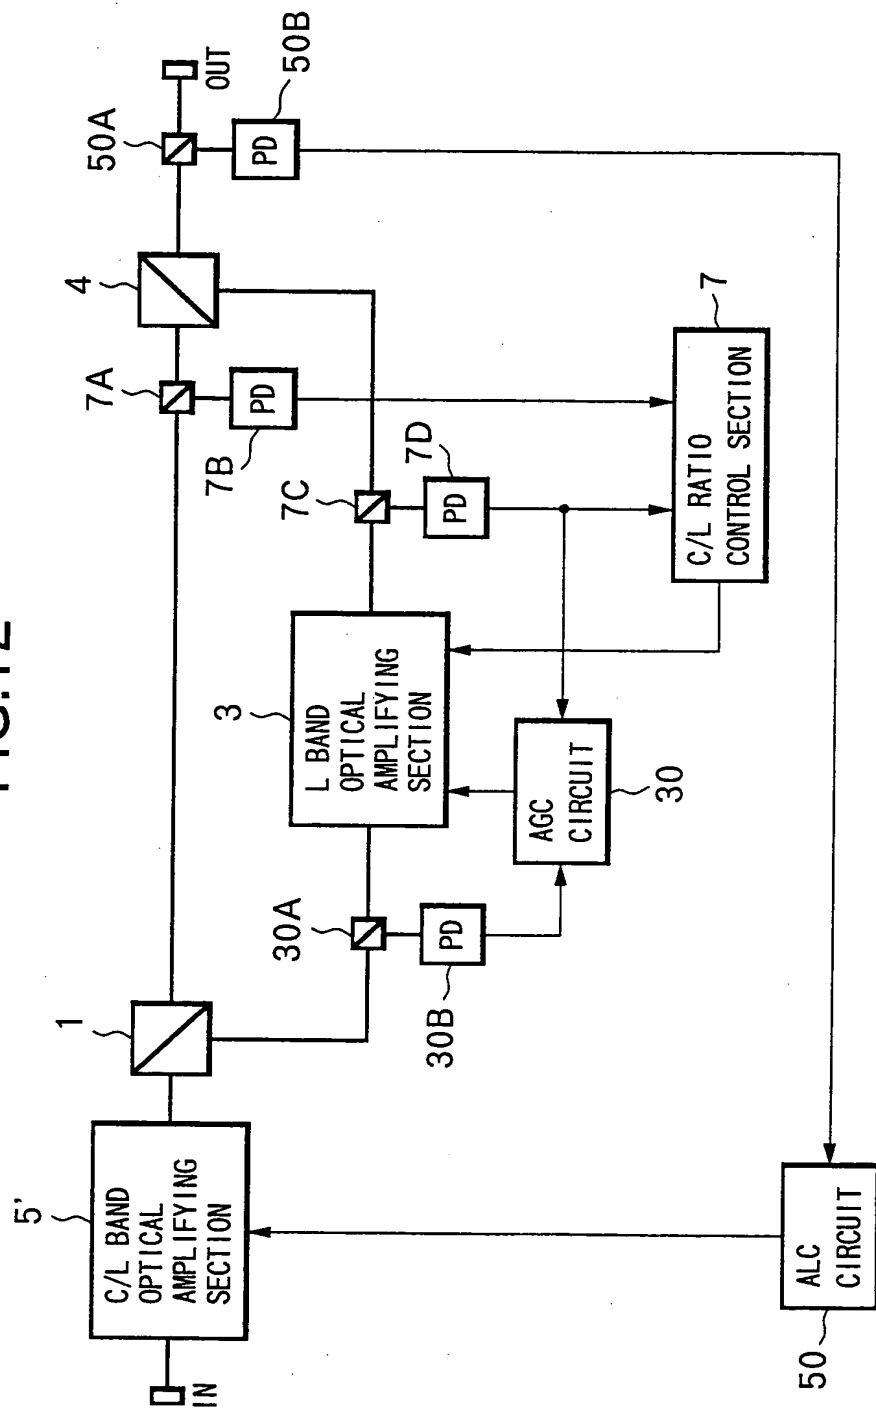 FIG.12
5'
C/L BAND
OPTICAL
AMPLIFYING
SECTION
IN
1
30A
PD
30B
3
L BAND
OPTICAL
AMPLIFYING
SECTION
AGC
CIRCUIT
30
7C
PD
7D
7A
PD
7B
4
50A
PD
50B
OUT
C/L RATIO
CONTROL SECTION
7
ALC
CIRCUIT
50